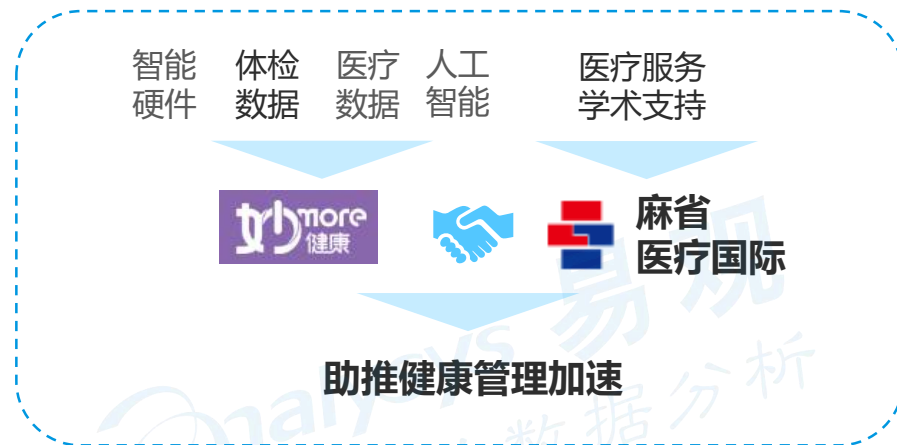 智能 体检 医疗 人工 医疗服务
硬件 数据 数据 智能 学术支持
妙more
健康
麻省
医疗国际
助推健康管理加速
analysys 易观
数据分析